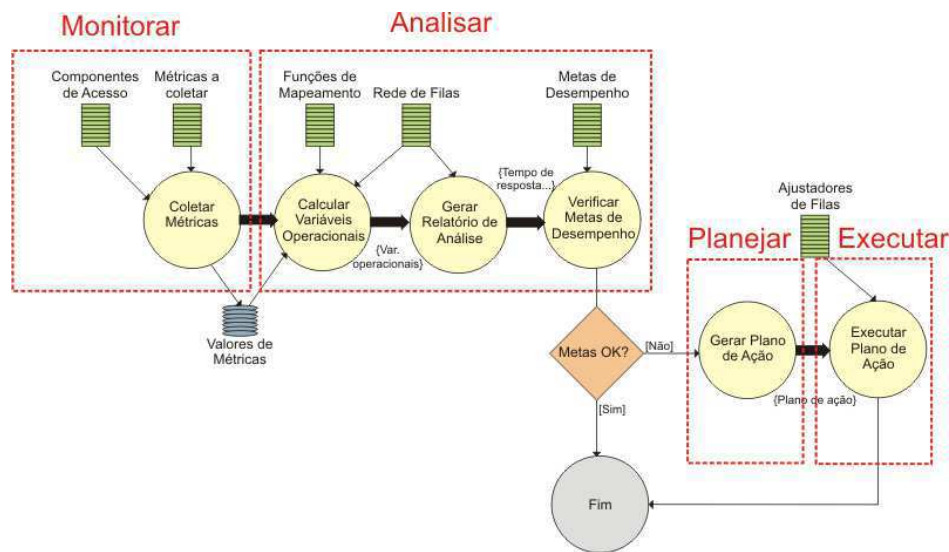 Monitorar
Analisar
Componentes
de Acesso
Métricas a
coletar
Funções de
Mapeamento
Rede de Filas
Metas de
Desempenho
{Tempo de
resposta...}
Coletar
Métricas
Calcular
Variáveis
Operacionais
Gerar
Relatório de
Análise
Verificar
Metas de
Desempenho
{Var.
operacionais}
Valores de
Métricas
Ajustadores
de Filas
Planejar
Executar
Metas OK?
[Não]
[Sim]
Gerar Plano
de Ação
Executar
Plano de
Ação
{Plano de ação}
Fim